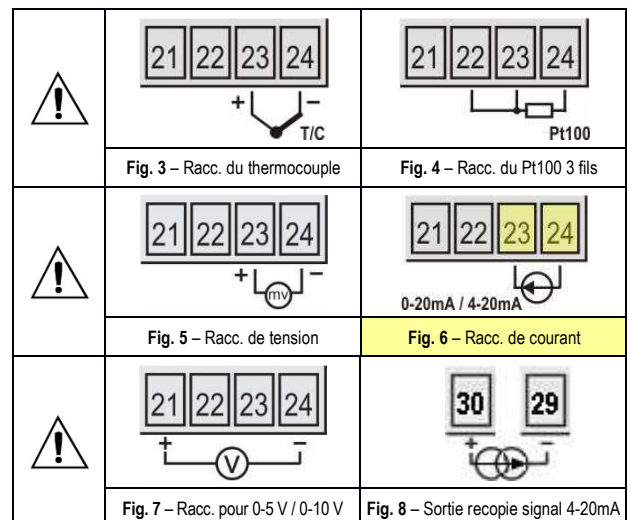 21 22 23 24
+ –
T/C
Fig. 3 – Racc. du thermocouple
21 22 23 24
Pt100
Fig. 4 – Racc. du Pt100 3 fils
21 22 23 24
+ –
mv
Fig. 5 – Racc. de tension
21 22 23 24
0-20mA / 4-20mA
Fig. 6 – Racc. de courant
21 22 23 24
+ –
V
Fig. 7 – Racc. pour 0-5 V / 0-10 V
30 29
+ –
Fig. 8 – Sortie recopie signal 4-20mA